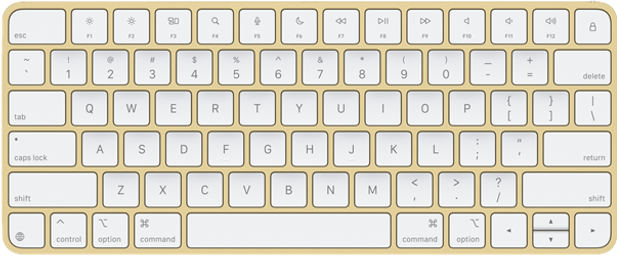 esc F1 F2 F3 F4 F5 F6 F7 F8 F9 F10 F11 F12
~ ! @ # $ % ^ & * ( ) _ +
` 1 2 3 4 5 6 7 8 9 0 - = delete
Q W E R T Y U I O P { } |
tab [ ] \
A S D F G H J K L : "
caps lock ; ' return
Z X C V B N M < > ?
shift , . / shift
control option command command option